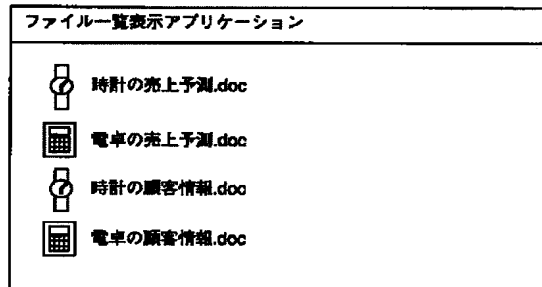 ファイル一覧表示アプリケーション
時計の売上予測.doc
電卓の売上予測.doc
時計の顧客情報.doc
電卓の顧客情報.doc